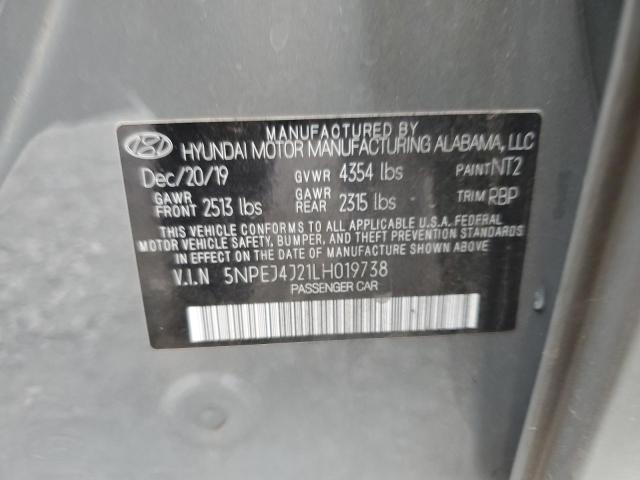 MANUFACTURED BY
HYUNDAI MOTOR MANUFACTURING ALABAMA, LLC
Dec/20/19 GVWR 4354 lbs PAINT NT2
GAWR FRONT 2513 lbs GAWR REAR 2315 lbs TRIM RBP
THIS VEHICLE CONFORMS TO ALL APPLICABLE U.S.A. FEDERAL
MOTOR VEHICLE SAFETY, BUMPER, AND THEFT PREVENTION STANDARDS
IN EFFECT ON THE DATE OF MANUFACTURE SHOWN ABOVE.
V.I.N 5NPEJ4J21LH019738
PASSENGER CAR